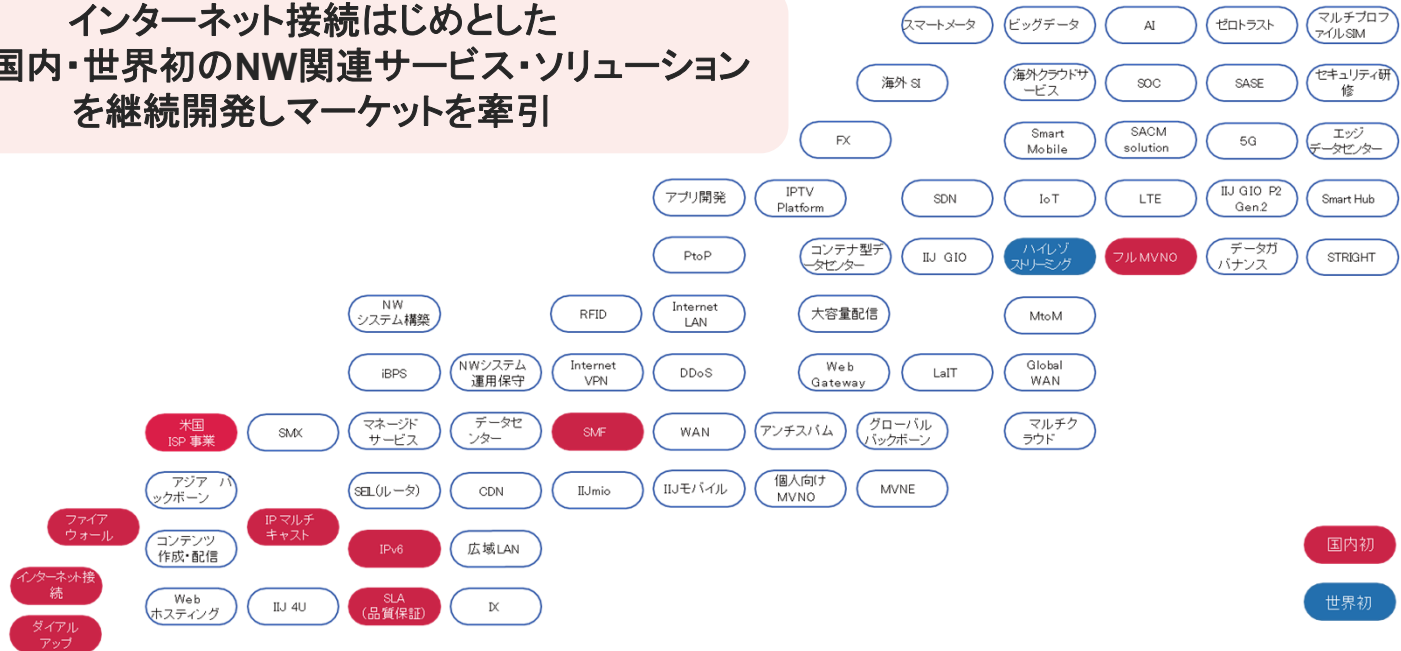 インターネット接続はじめとした
国内・世界初のNW関連サービス・ソリューション
を継続開発しマーケットを牽引
スマートメータ
ビッグデータ
AI
ゼロトラスト
マルチプロフ
ァイルSIM
海外 SI
海外クラウドサ
ービス
SOC
SASE
セキュリティ研
修
FX
Smart
Mobile
SACM
solution
5G
エッジ
データセンター
アプリ開発
IPTV
Platform
SDN
IoT
LTE
IIJ GIO P2
Gen.2
Smart Hub
PtoP
コンテナ型デ
ータセンター
IIJ GIO
ハイレゾ
ストリーミング
フルMVNO
データガ
バナンス
STRIGHT
NW
システム構築
RFID
Internet
LAN
大容量配信
MtoM
iBPS
NWシステム
運用保守
Internet
VPN
DDoS
Web
Gateway
LaIT
Global
WAN
米国
ISP 事業
SMX
マネージド
サービス
データセ
ンター
SMF
WAN
アンチスパム
グローバル
バックボーン
マルチク
ラウド
アジア バ
ックボーン
SEIL(ルータ)
CDN
IIJmio
IIJモバイル
個人向け
MVNO
MVNE
ファイア
ウォール
コンテンツ
作成・配信
IP マルチ
キャスト
IPv6
広域LAN
国内初
インターネット接
続
Web
ホスティング
IIJ 4U
SLA
(品質保証)
IX
世界初
ダイアル
アップ